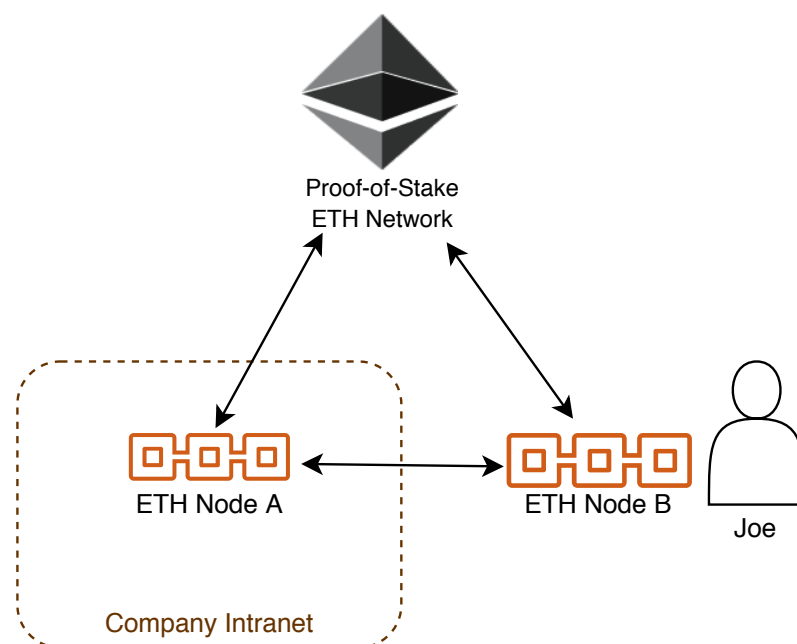 Proof-of-Stake
ETH Network
ETH Node A
ETH Node B
Joe
Company Intranet